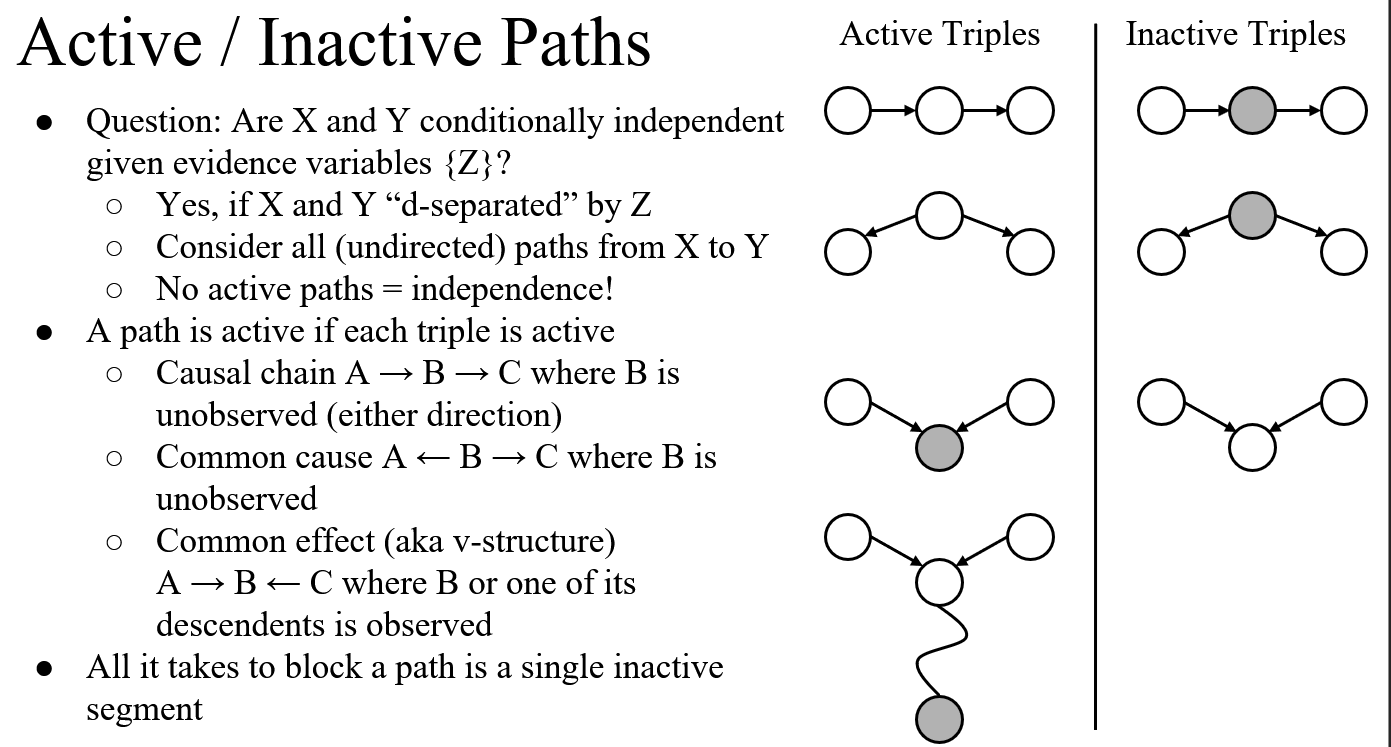 Active / Inactive Paths
● Question: Are X and Y conditionally independent
given evidence variables {Z}?
○ Yes, if X and Y “d-separated” by Z
○ Consider all (undirected) paths from X to Y
○ No active paths = independence!
● A path is active if each triple is active
○ Causal chain A → B → C where B is
unobserved (either direction)
○ Common cause A ← B → C where B is
unobserved
○ Common effect (aka v-structure)
A → B ← C where B or one of its
descendents is observed
● All it takes to block a path is a single inactive
segment
Active Triples
Inactive Triples